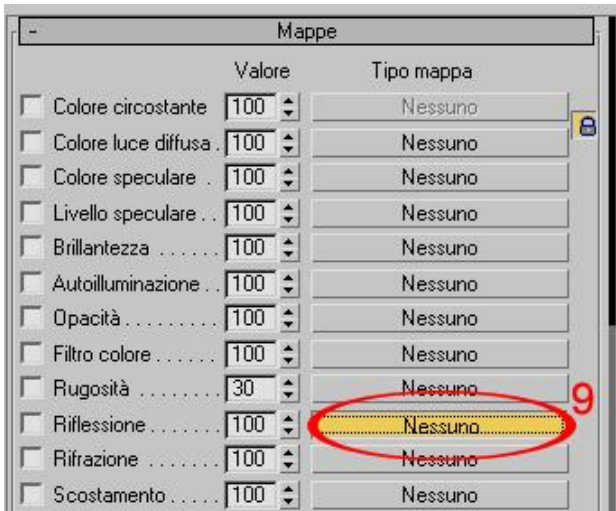 - Mappe
Valore Tipo mappa
Colore circostante 100 Nessuno
Colore luce diffusa . 100 Nessuno
Colore speculare . 100 Nessuno
Livello speculare . . 100 Nessuno
Brillantezza . . . . . . 100 Nessuno
Autoilluminazione . . 100 Nessuno
Opacità . . . . . . . . . 100 Nessuno
Filtro colore . . . . . . 100 Nessuno
Rugosità . . . . . . . . 30 Nessuno
Riflessione . . . . . . . 100 Nessuno 9
Rifrazione . . . . . . . 100 Nessuno
Scostamento . . . . . 100 Nessuno